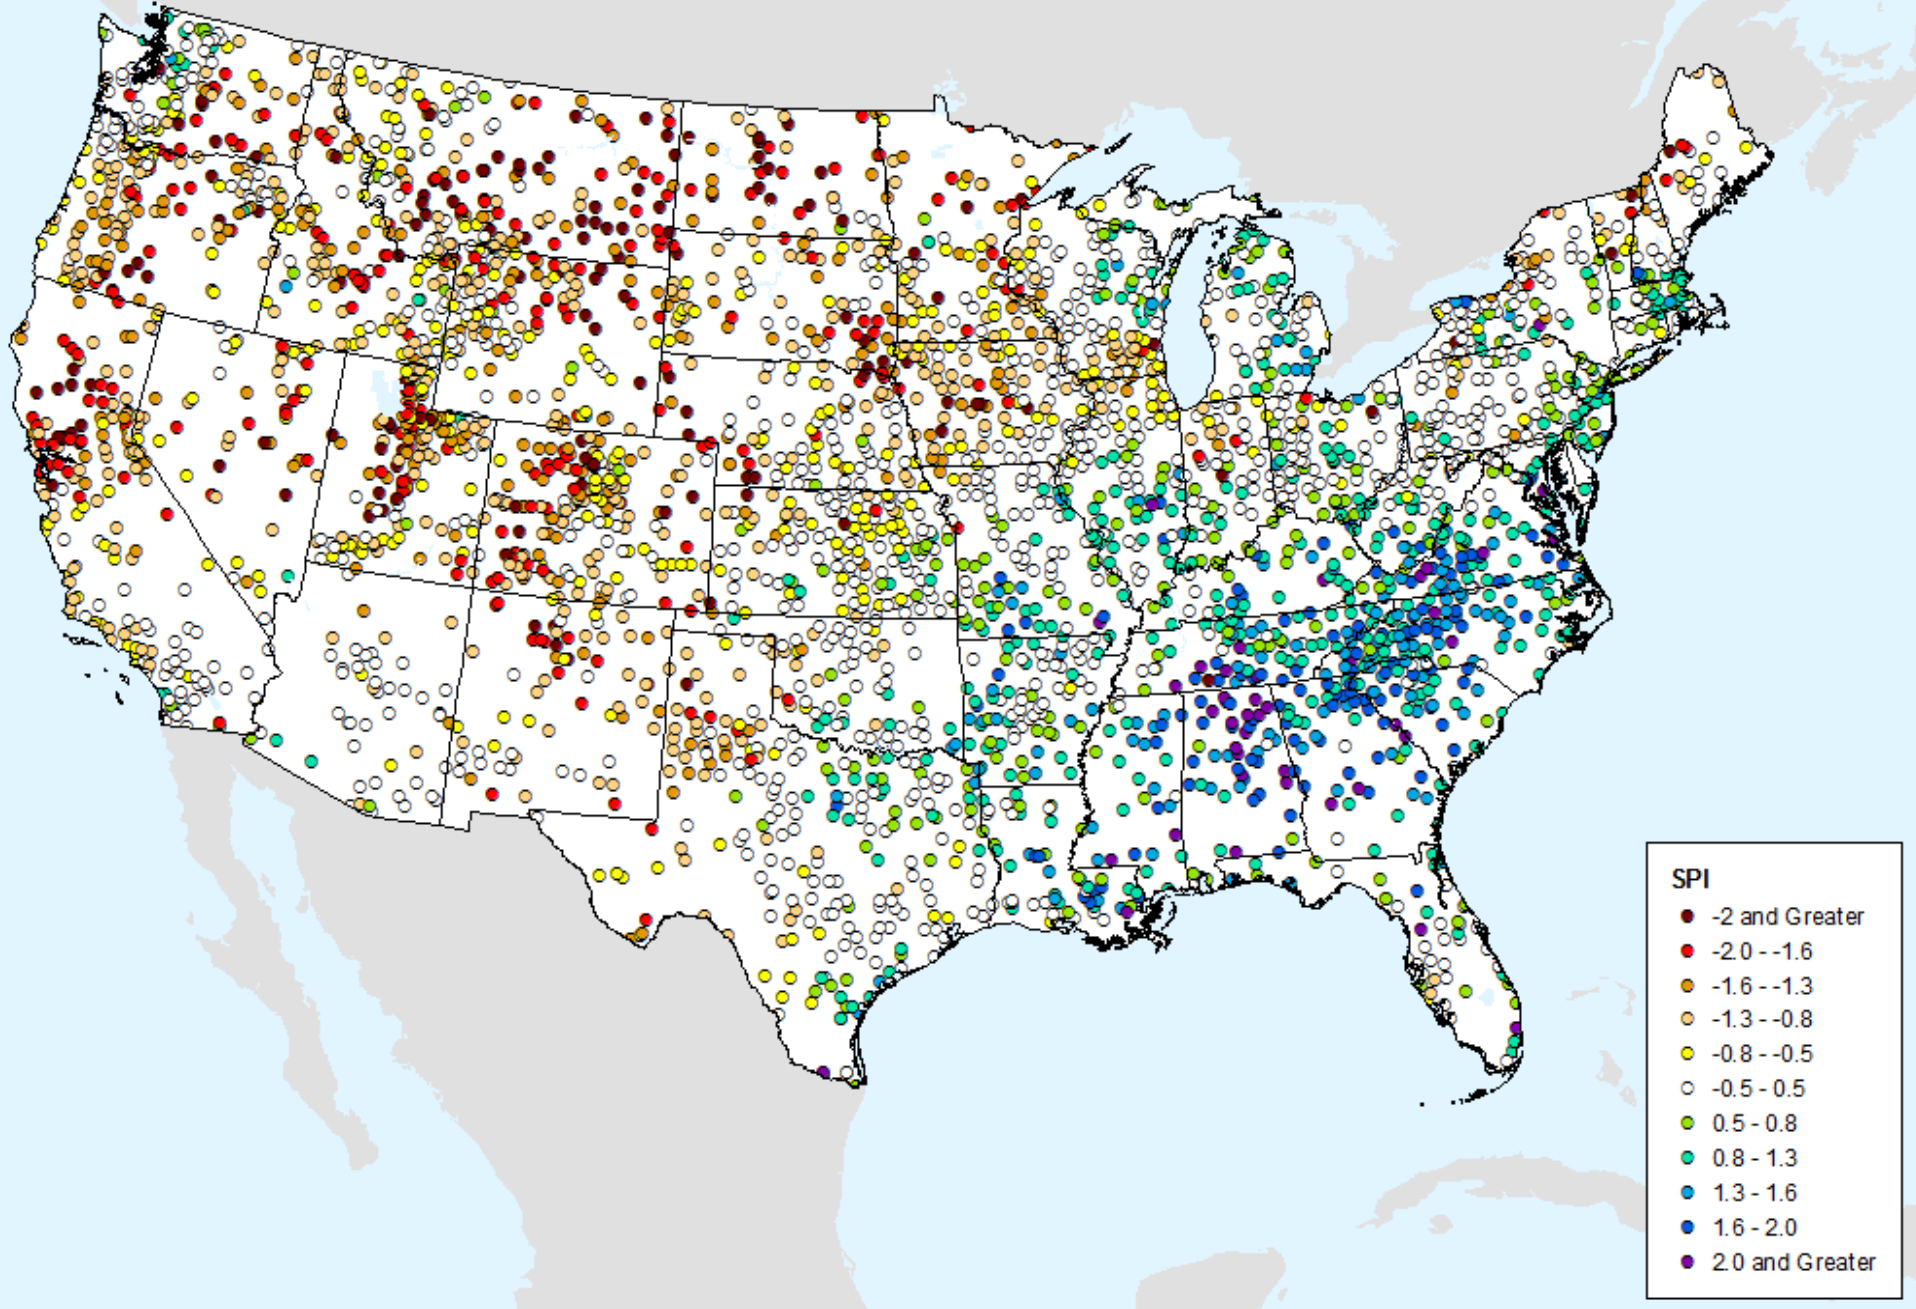 SPI
-2 and Greater
-2.0 - -1.6
-1.6 - -1.3
-1.3 - -0.8
-0.8 - -0.5
-0.5 - 0.5
0.5 - 0.8
0.8 - 1.3
1.3 - 1.6
1.6 - 2.0
2.0 and Greater